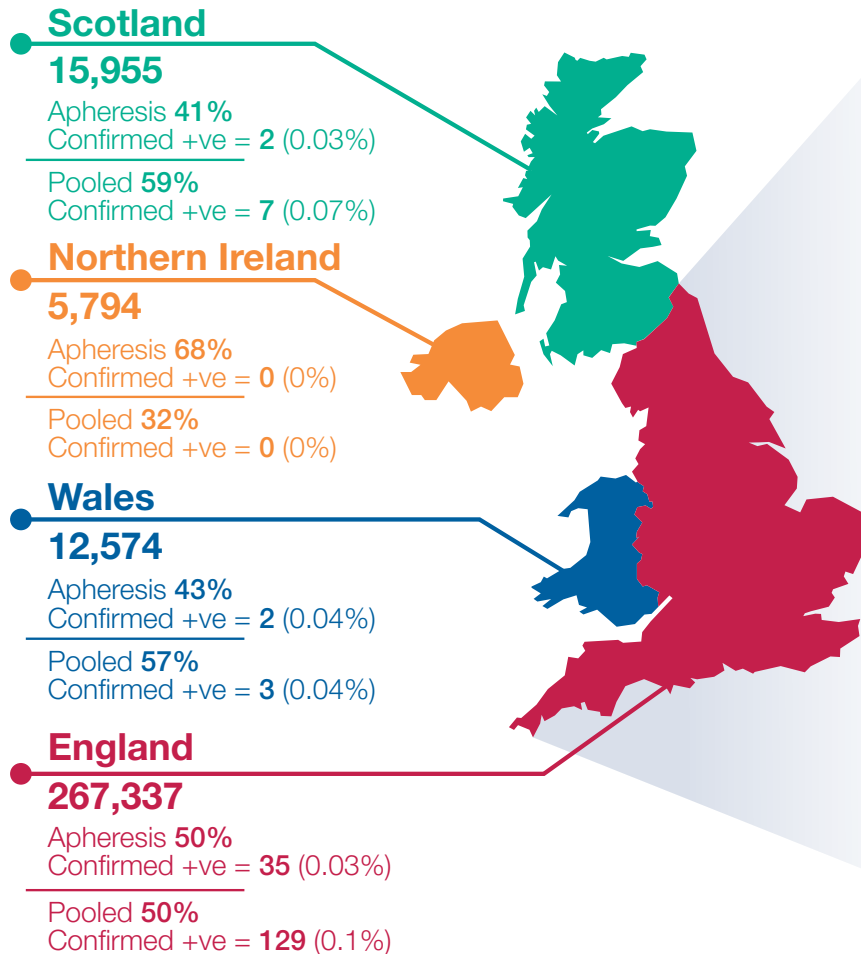 Scotland
15,955
Apheresis 41%
Confirmed +ve = 2 (0.03%)
Pooled 59%
Confirmed +ve = 7 (0.07%)
Northern Ireland
5,794
Apheresis 68%
Confirmed +ve = 0 (0%)
Pooled 32%
Confirmed +ve = 0 (0%)
Wales
12,574
Apheresis 43%
Confirmed +ve = 2 (0.04%)
Pooled 57%
Confirmed +ve = 3 (0.04%)
England
267,337
Apheresis 50%
Confirmed +ve = 35 (0.03%)
Pooled 50%
Confirmed +ve = 129 (0.1%)